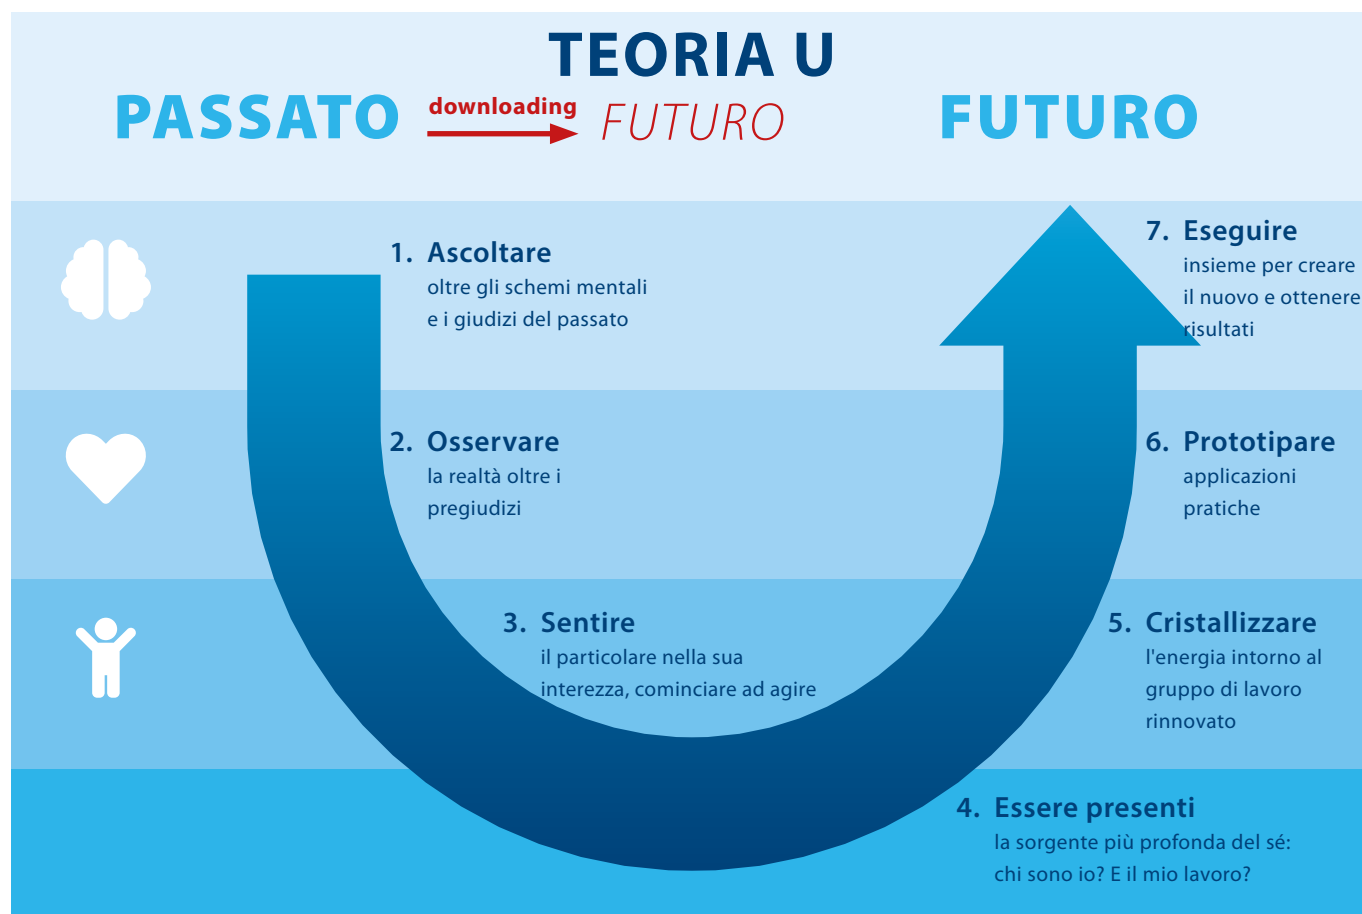 TEORIA U
PASSATO
downloading
FUTURO
FUTURO
1. Ascoltare
oltre gli schemi mentali
e i giudizi del passato
2. Osservare
la realtà oltre i
pregiudizi
3. Sentire
il particolare nella sua
interezza, cominciare ad agire
4. Essere presenti
la sorgente più profonda del sé:
chi sono io? E il mio lavoro?
5. Cristallizzare
l'energia intorno al
gruppo di lavoro
rinnovato
6. Prototipare
applicazioni
pratiche
7. Eseguire
insieme per creare
il nuovo e ottenere
risultati